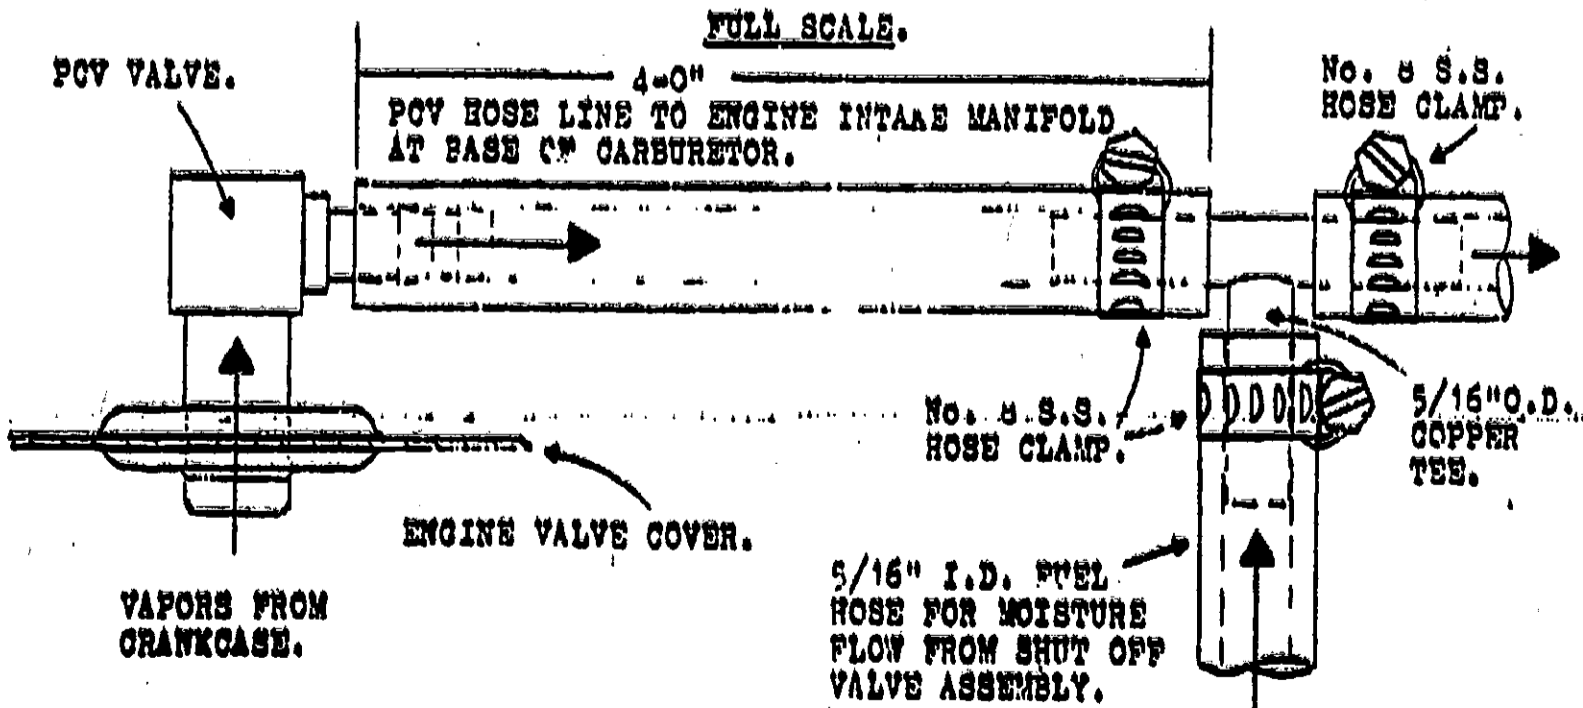 FULL SCALE.
PCV VALVE.
4-0"
No. 8 S.S.
HOSE CLAMP.
PCV HOSE LINE TO ENGINE INTAKE MANIFOLD
AT BASE OF CARBURETOR.
No. 8 S.S.
HOSE CLAMP.
5/16"O.D.
COPPER
TEE.
ENGINE VALVE COVER.
5/16" I.D. FUEL
HOSE FOR MOISTURE
FLOW FROM SHUT OFF
VALVE ASSEMBLY.
VAPORS FROM
CRANKCASE.